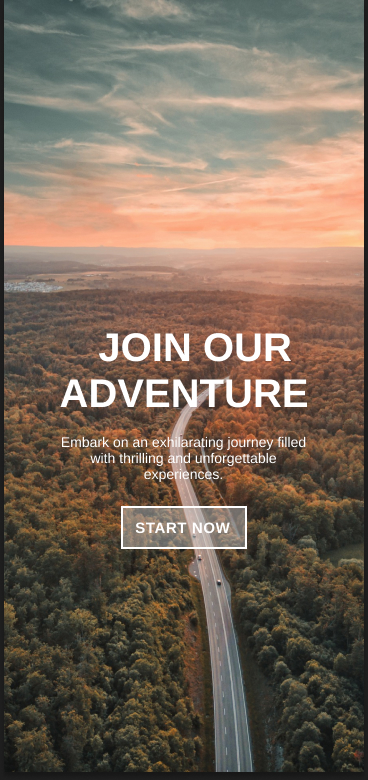 JOIN OUR
ADVENTURE
Embark on an exhilarating journey filled
with thrilling and unforgettable
experiences.
START NOW